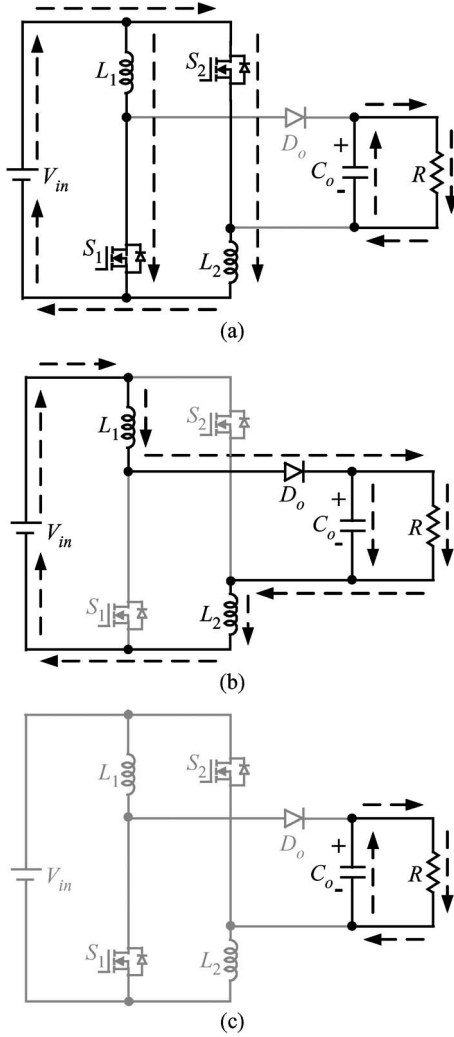 L1
S2
+
Do
Vin
Co
-
R
S1
L2
(a)
L1
S2
+
Do
Vin
Co
-
R
S1
L2
(b)
L1
S2
+
Do
Vin
Co
-
R
S1
L2
(c)